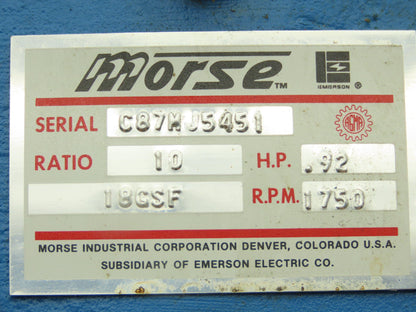 morse™
EMERSON ®
SERIAL C87MJ5451
AGMA
RATIO 10 H.P. .92
18GSF R.P.M. 1750
MORSE INDUSTRIAL CORPORATION DENVER, COLORADO U.S.A.
SUBSIDIARY OF EMERSON ELECTRIC CO.